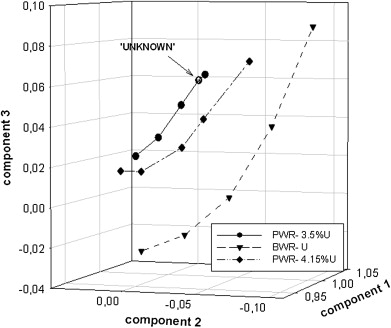 0,10
0,08
0,06
0,04
0,02
0,00
-0,02
-0,04
component 3
'UNKNOWN'
PWR- 3.5%U
BWR- U
PWR- 4.15%U
0,00
-0,05
-0,10
component 2
0,95
1,00
1,05
component 1